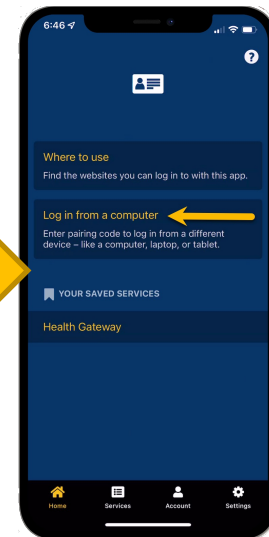 6:46
?
Where to use
Find the websites you can log in to with this app.
Log in from a computer
Enter pairing code to log in from a different
device – like a computer, laptop, or tablet.
YOUR SAVED SERVICES
Health Gateway
Home Services Account Settings